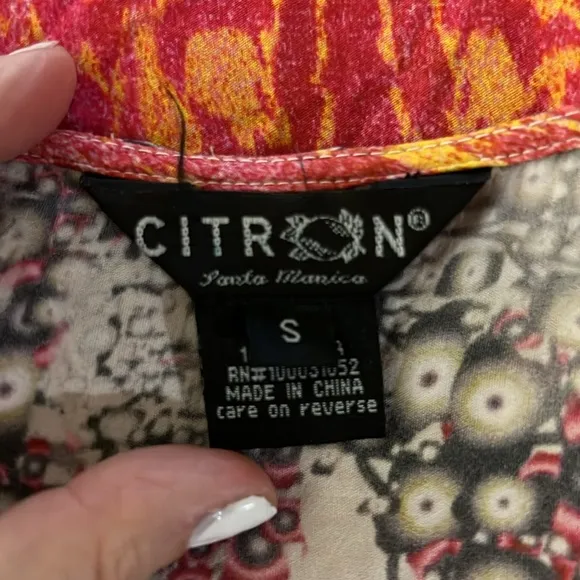 CITRON®
Santa Monica
S
RN#100031052
MADE IN CHINA
care on reverse